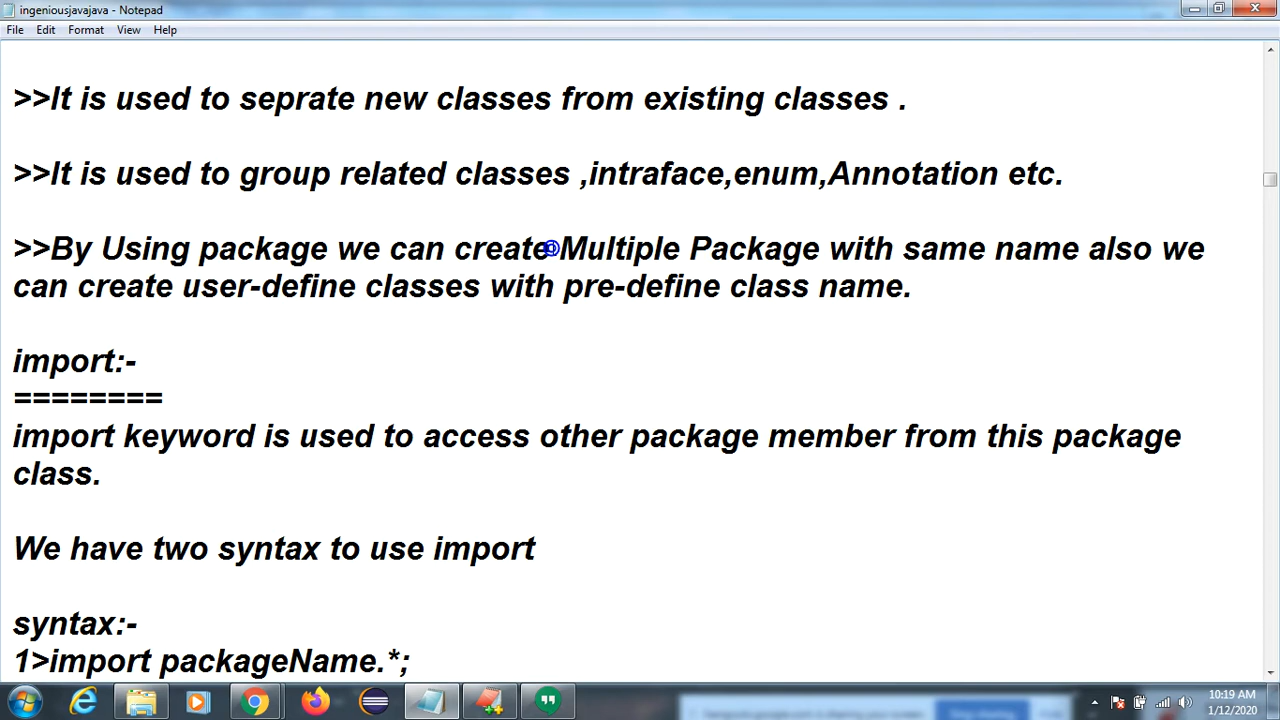 ingeniousjavajava - Notepad
File Edit Format View Help
>>It is used to seprate new classes from existing classes .
>>It is used to group related classes ,intraface,enum,Annotation etc.
>>By Using package we can create Multiple Package with same name also we
can create user-define classes with pre-define class name.
import:-
========
import keyword is used to access other package member from this package
class.
We have two syntax to use import
syntax:-
1>import packageName.*;
10:19 AM
1/12/2020